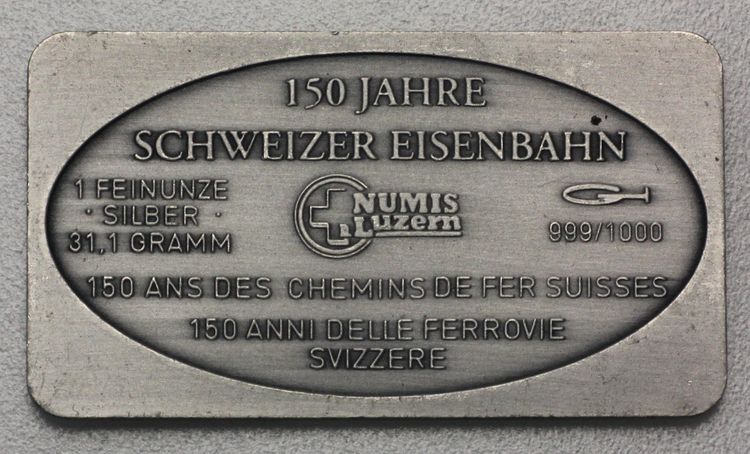 150 JAHRE
SCHWEIZER EISENBAHN
1 FEINUNZE
· SILBER ·
31,1 GRAMM
NUMIS
Luzern
999/1000
150 ANS DES CHEMINS DE FER SUISSES
150 ANNI DELLE FERROVIE
SVIZZERE